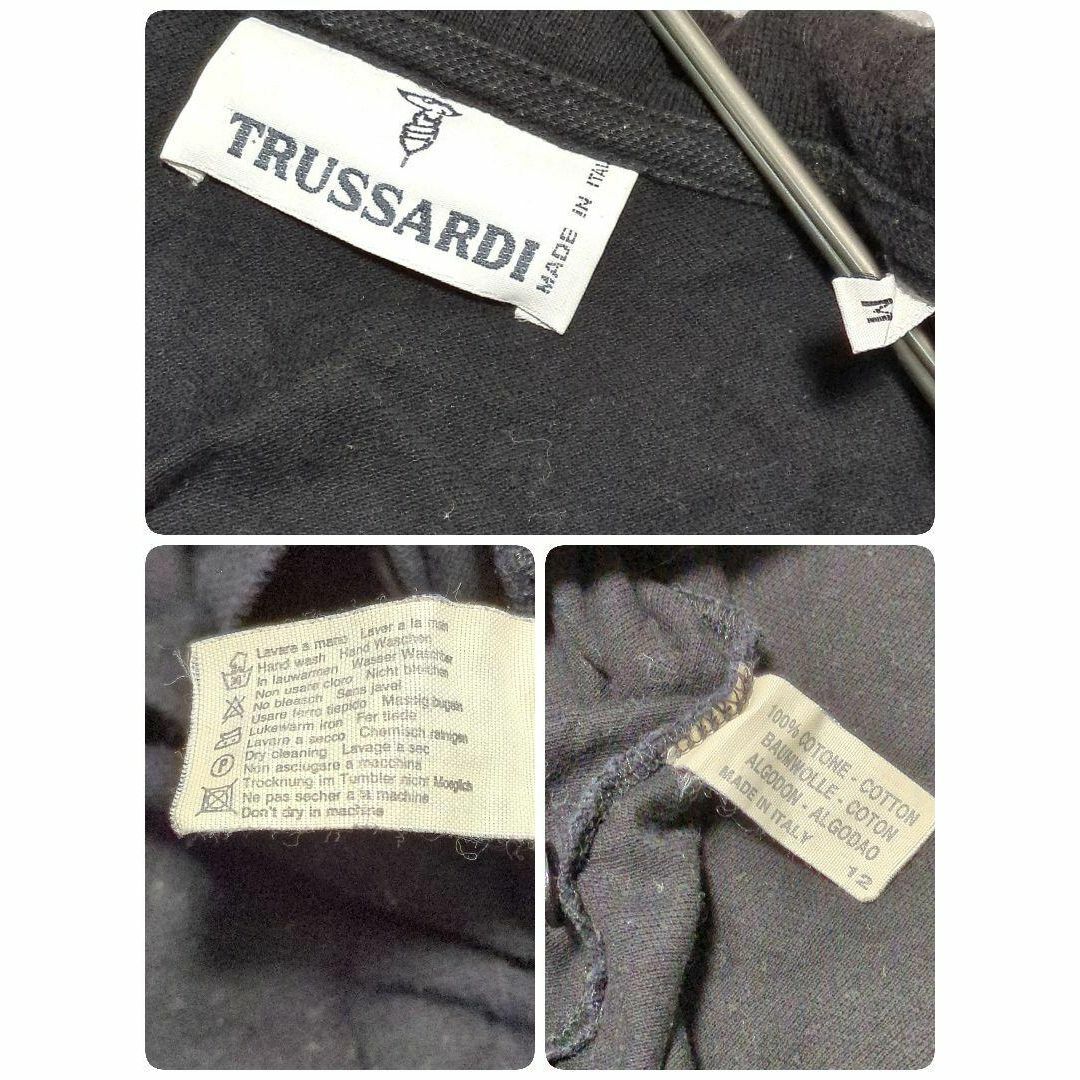 TRUSSARDI
MADE IN ITAL
M
Lavare a mano Laver a la main
Hand wash Hand Waschen
In lauwarmen Wasser Waschen
30
Non usare cloro Nicht bleichen
No bleach Sans javel
Usare ferro tiepido Massig bugen
Lukewarm iron Fer tiede
Lavare a secco Chemisch reinigen
P
Dry cleaning Lavage a sec
Non asciugare a macchina
Trocknung im Tumbler nicht Moeglich
Ne pas secher a la machine
Don't dry in machine
100% COTONE - COTTON
BAUMWOLLE - COTON
ALGODON - ALGODAO
MADE IN ITALY
12